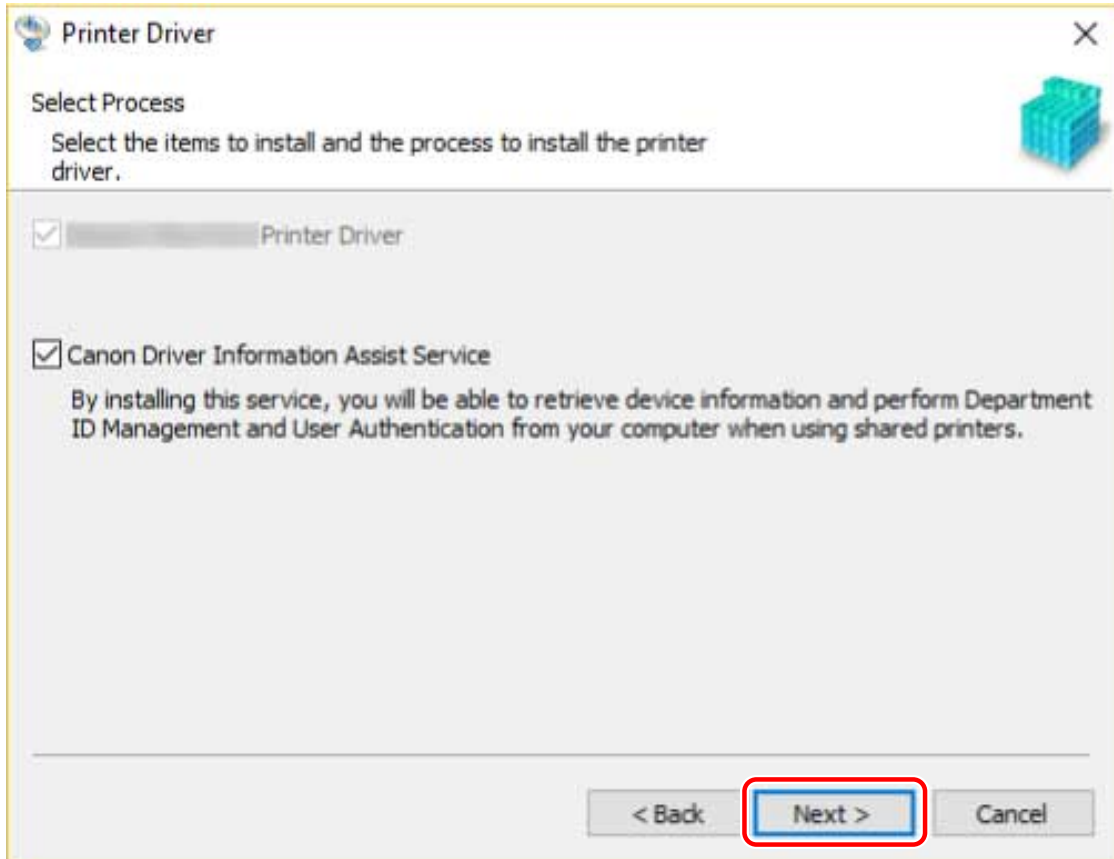 Printer Driver
Select Process
Select the items to install and the process to install the printer
driver.
Printer Driver
Canon Driver Information Assist Service
By installing this service, you will be able to retrieve device information and perform Department
ID Management and User Authentication from your computer when using shared printers.
< Back Next > Cancel